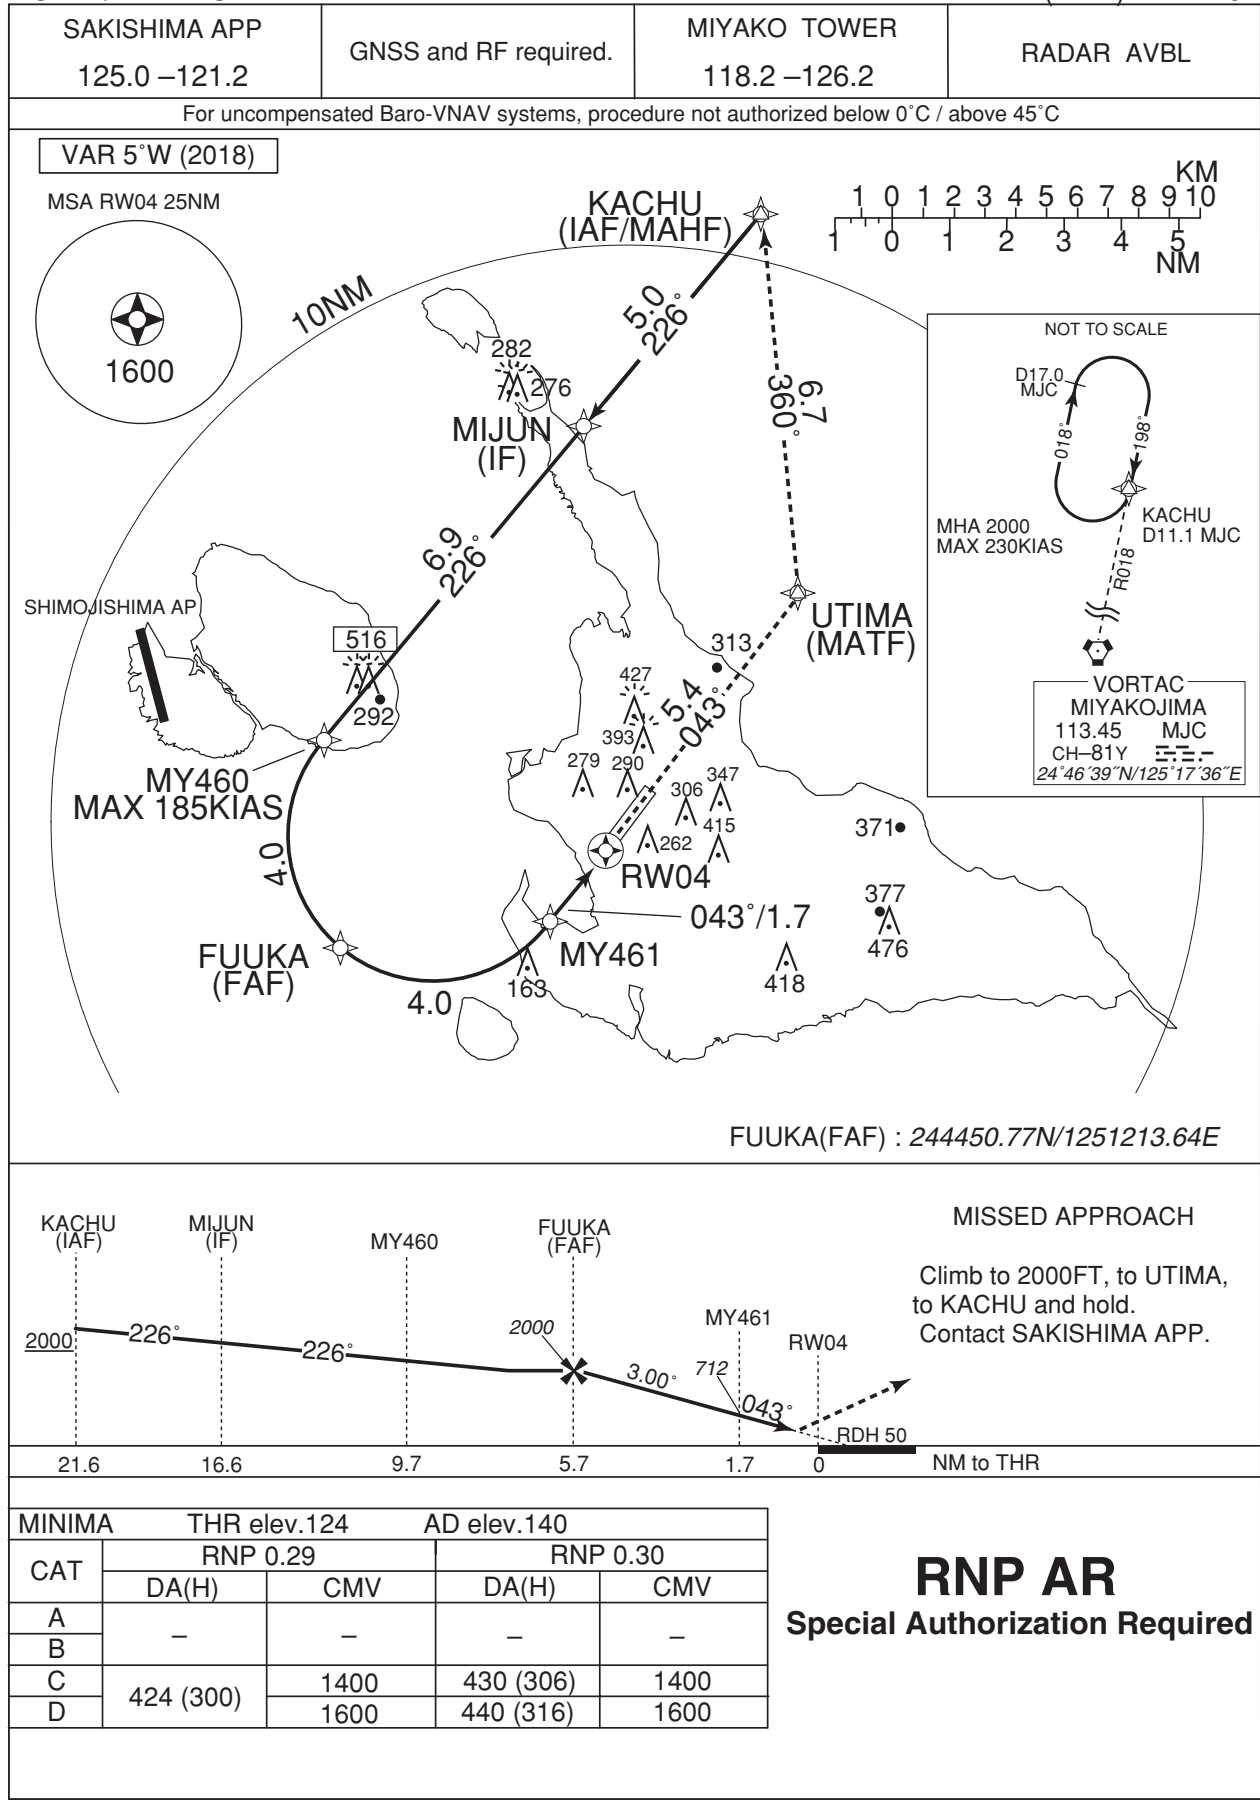 SAKISHIMA APP
125.0 –121.2
GNSS and RF required.
MIYAKO TOWER
118.2 –126.2
RADAR AVBL
For uncompensated Baro-VNAV systems, procedure not authorized below 0˚C / above 45˚C
VAR 5˚W (2018)
MSA RW04 25NM
1600
10NM
KACHU
(IAF/MAHF)
KM
1 0 1 2 3 4 5 6 7 8 9 10
1 0 1 2 3 4 5
NM
5.0
226˚
282
276
MIJUN
(IF)
6.7
360˚
NOT TO SCALE
D17.0
MJC
018˚
198˚
MHA 2000
MAX 230KIAS
KACHU
D11.1 MJC
R018
VORTAC
MIYAKOJIMA
113.45 MJC
CH–81Y
24˚46´39˝N/125˚17´36˝E
6.9
226˚
SHIMOJISHIMA AP
516
292
UTIMA
(MATF)
313
427
5.4
043˚
393
279
290
306
347
262
415
371
MY460
MAX 185KIAS
4.0
RW04
043˚/1.7
377
476
FUUKA
(FAF)
MY461
163
418
4.0
FUUKA(FAF) : 244450.77N/1251213.64E
KACHU
(IAF)
MIJUN
(IF)
MY460
FUUKA
(FAF)
MY461
RW04
MISSED APPROACH
Climb to 2000FT, to UTIMA,
to KACHU and hold.
Contact SAKISHIMA APP.
2000
226˚
226˚
2000
3.00˚
712
043˚
RDH 50
21.6 16.6 9.7 5.7 1.7 0 NM to THR
MINIMA THR elev.124 AD elev.140
CAT RNP 0.29 RNP 0.30
DA(H) CMV DA(H) CMV
A
– – – –
B
C 424 (300) 1400 430 (306) 1400
D 1600 440 (316) 1600
RNP AR
Special Authorization Required